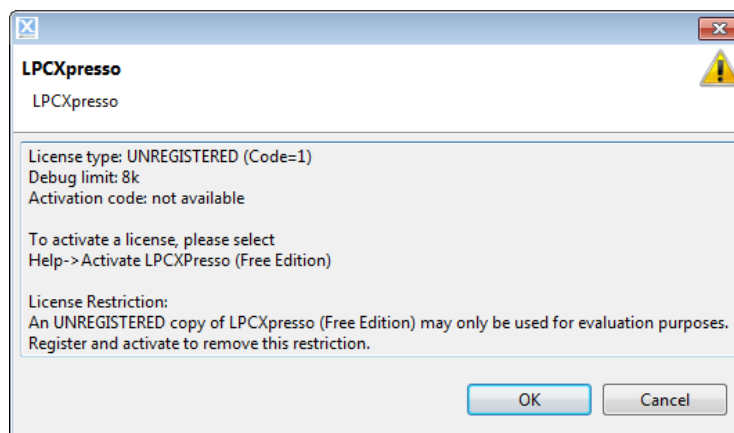 LPCXpresso
LPCXpresso
License type: UNREGISTERED (Code=1)
Debug limit: 8k
Activation code: not available
To activate a license, please select
Help->Activate LPCXPresso (Free Edition)
License Restriction:
An UNREGISTERED copy of LPCXpresso (Free Edition) may only be used for evaluation purposes.
Register and activate to remove this restriction.
OK Cancel